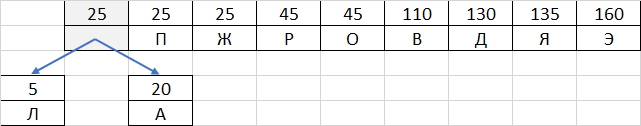 25 25 25 45 45 110 130 135 160
П Ж Р О В Д Я Э
5 20
Л А